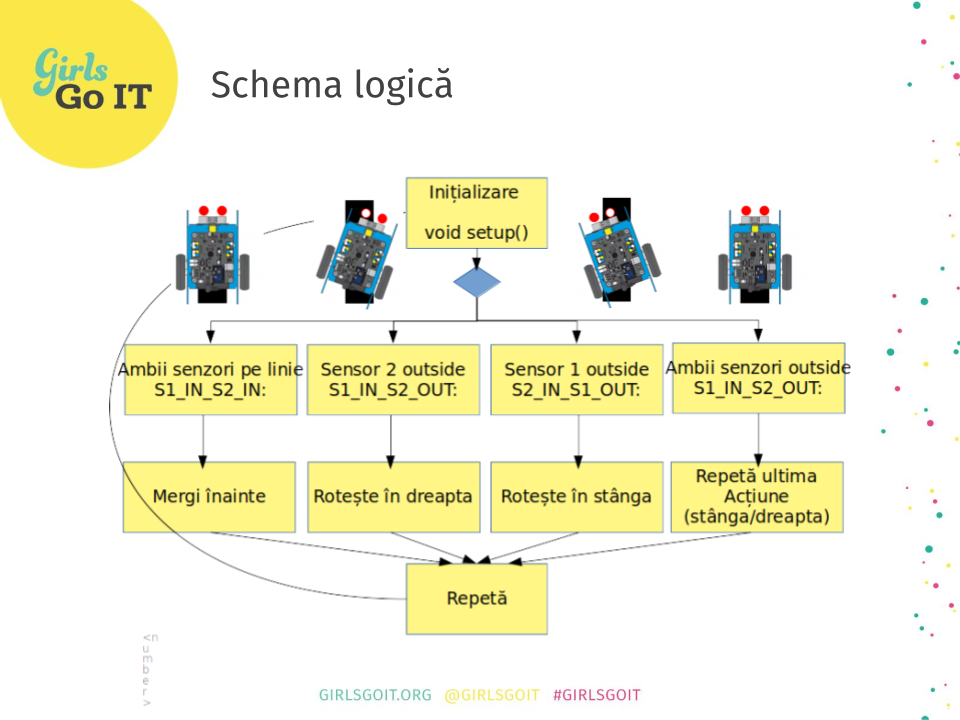 Girls
Go IT
Schema logică
Inițializare
void setup()
Ambii senzori pe linie
S1_IN_S2_IN:
Sensor 2 outside
S1_IN_S2_OUT:
Sensor 1 outside
S2_IN_S1_OUT:
Ambii senzori outside
S1_IN_S2_OUT:
Mergi înainte
Rotește în dreapta
Rotește în stânga
Repetă ultima
Acțiune
(stânga/dreapta)
Repetă
<n
u
m
b
e
r
>
GIRLSGOIT.ORG @GIRLSGOIT #GIRLSGOIT